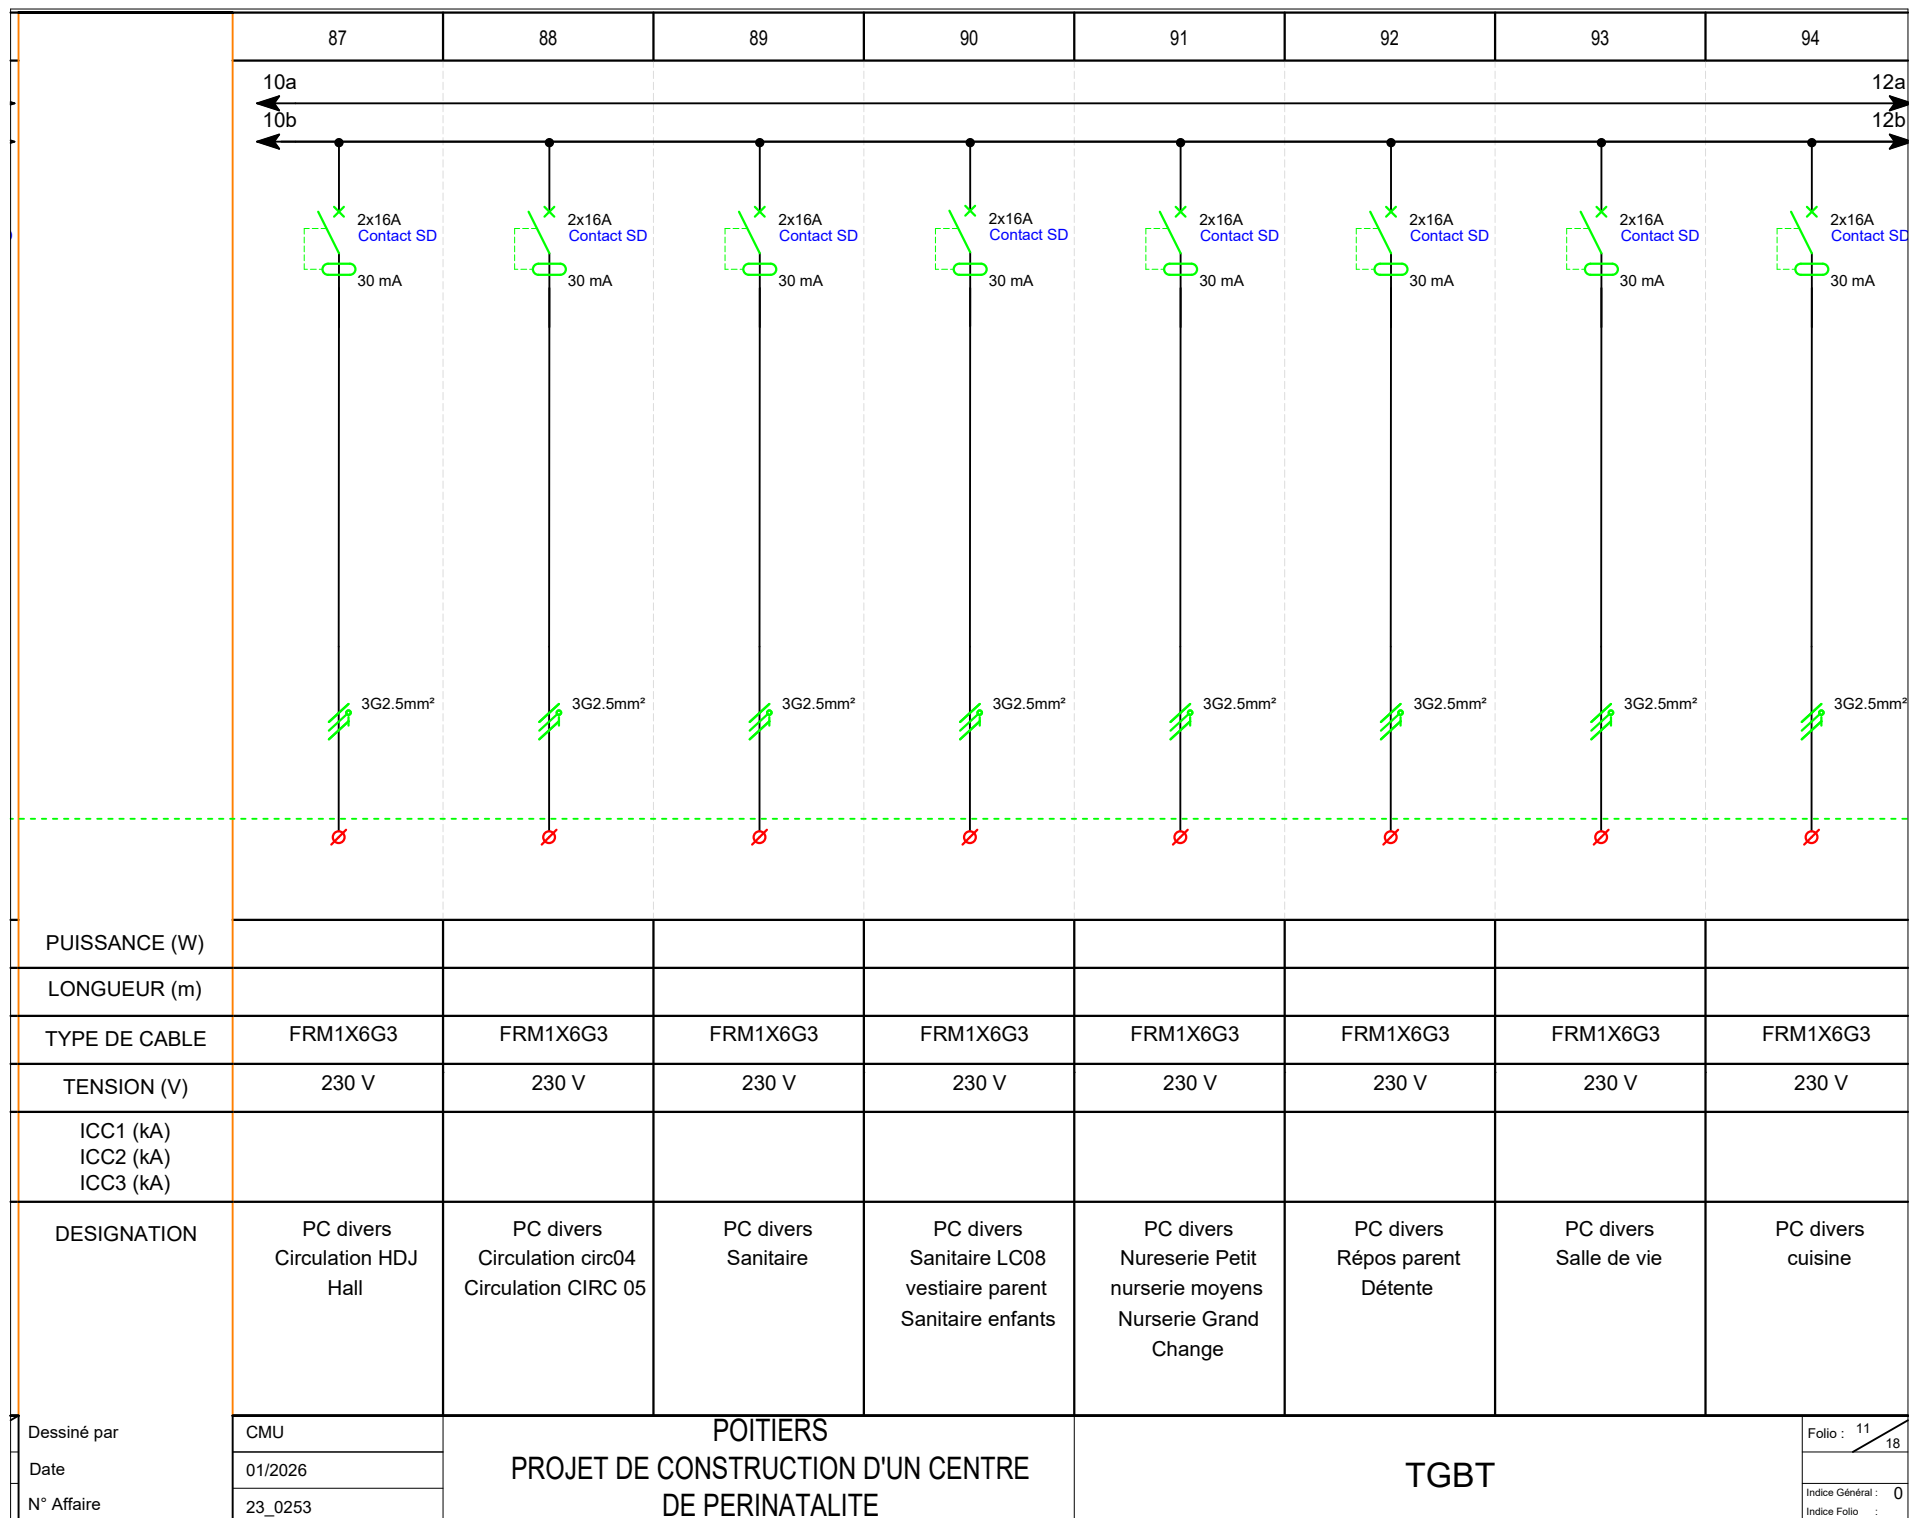 87 88 89 90 91 92 93 94
10a 12a
10b 12b
2x16A 2x16A 2x16A 2x16A 2x16A 2x16A 2x16A 2x16A
Contact SD Contact SD Contact SD Contact SD Contact SD Contact SD Contact SD Contact SD
30 mA 30 mA 30 mA 30 mA 30 mA 30 mA 30 mA 30 mA
3G2.5mm² 3G2.5mm² 3G2.5mm² 3G2.5mm² 3G2.5mm² 3G2.5mm² 3G2.5mm² 3G2.5mm²
PUISSANCE (W)
LONGUEUR (m)
TYPE DE CABLE FRM1X6G3 FRM1X6G3 FRM1X6G3 FRM1X6G3 FRM1X6G3 FRM1X6G3 FRM1X6G3 FRM1X6G3
TENSION (V) 230 V 230 V 230 V 230 V 230 V 230 V 230 V 230 V
ICC1 (kA)
ICC2 (kA)
ICC3 (kA)
DESIGNATION
PC divers
Circulation HDJ
Hall
PC divers
Circulation circ04
Circulation CIRC 05
PC divers
Sanitaire
PC divers
Sanitaire LC08
vestiaire parent
Sanitaire enfants
PC divers
Nureserie Petit
nurserie moyens
Nurserie Grand
Change
PC divers
Répos parent
Détente
PC divers
Salle de vie
PC divers
cuisine
Dessiné par CMU
Date 01/2026
N° Affaire 23_0253
POITIERS
PROJET DE CONSTRUCTION D'UN CENTRE
DE PERINATALITE
TGBT
Folio : 11 / 18
Indice Général : 0
Indice Folio :